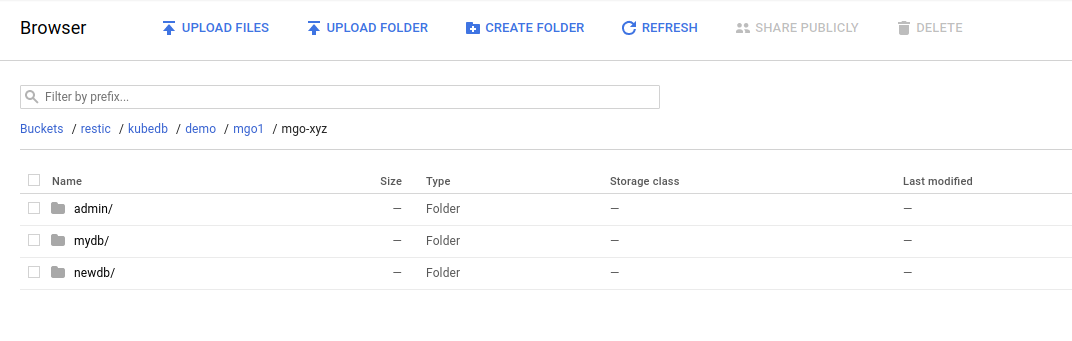 Browser UPLOAD FILES UPLOAD FOLDER CREATE FOLDER REFRESH SHARE PUBLICLY DELETE
Filter by prefix...
Buckets / restic / kubedb / demo / mgo1 / mgo-xyz
Name Size Type Storage class Last modified
admin/ — Folder — —
mydb/ — Folder — —
newdb/ — Folder — —